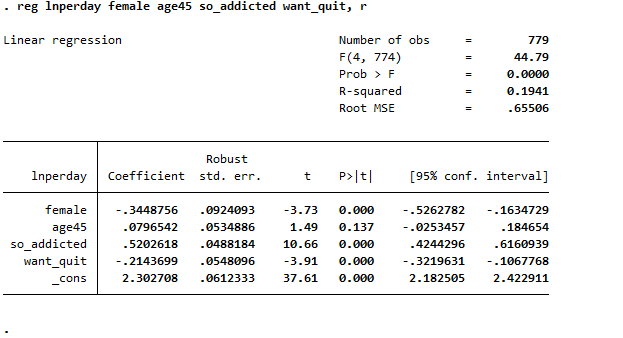 . reg lnperday female age45 so_addicted want_quit, r
Linear regression Number of obs = 779
F(4, 774) = 44.79
Prob > F = 0.0000
R-squared = 0.1941
Root MSE = .65506
Robust
lnperday Coefficient std. err. t P>|t| [95% conf. interval]
female -.3448756 .0924093 -3.73 0.000 -.5262782 -.1634729
age45 .0796542 .0534886 1.49 0.137 -.0253457 .184654
so_addicted .5202618 .0488184 10.66 0.000 .4244296 .6160939
want_quit -.2143699 .0548096 -3.91 0.000 -.3219631 -.1067768
_cons 2.302708 .0612333 37.61 0.000 2.182505 2.422911
.